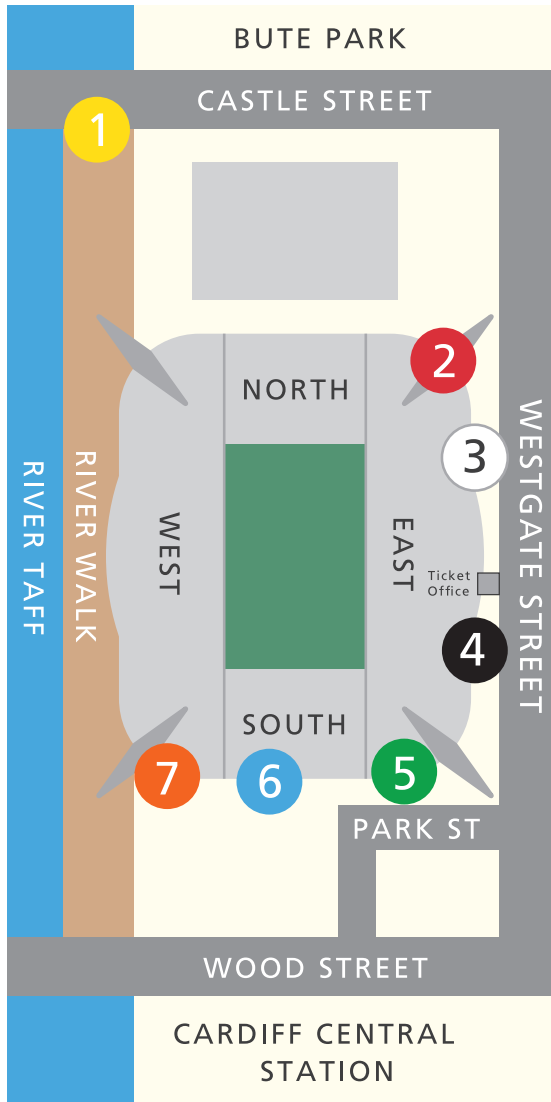 BUTE PARK
CASTLE STREET
1
2
NORTH
3
WESTGATE STREET
RIVER TAFF
RIVER WALK
WEST
EAST
Ticket
Office
4
SOUTH
7
6
5
PARK ST
WOOD STREET
CARDIFF CENTRAL
STATION